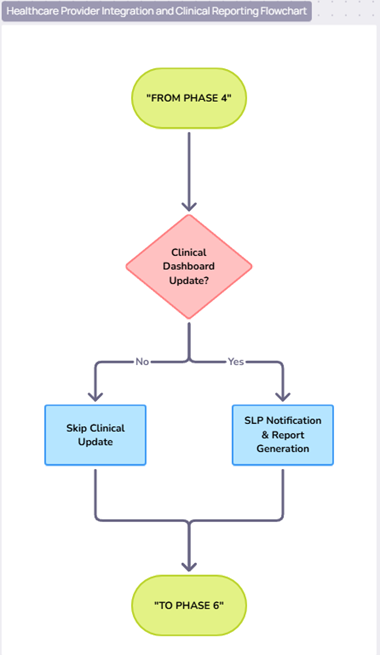 Healthcare Provider Integration and Clinical Reporting Flowchart
"FROM PHASE 4"
Clinical
Dashboard
Update?
No
Yes
Skip Clinical
Update
SLP Notification
& Report
Generation
"TO PHASE 6"